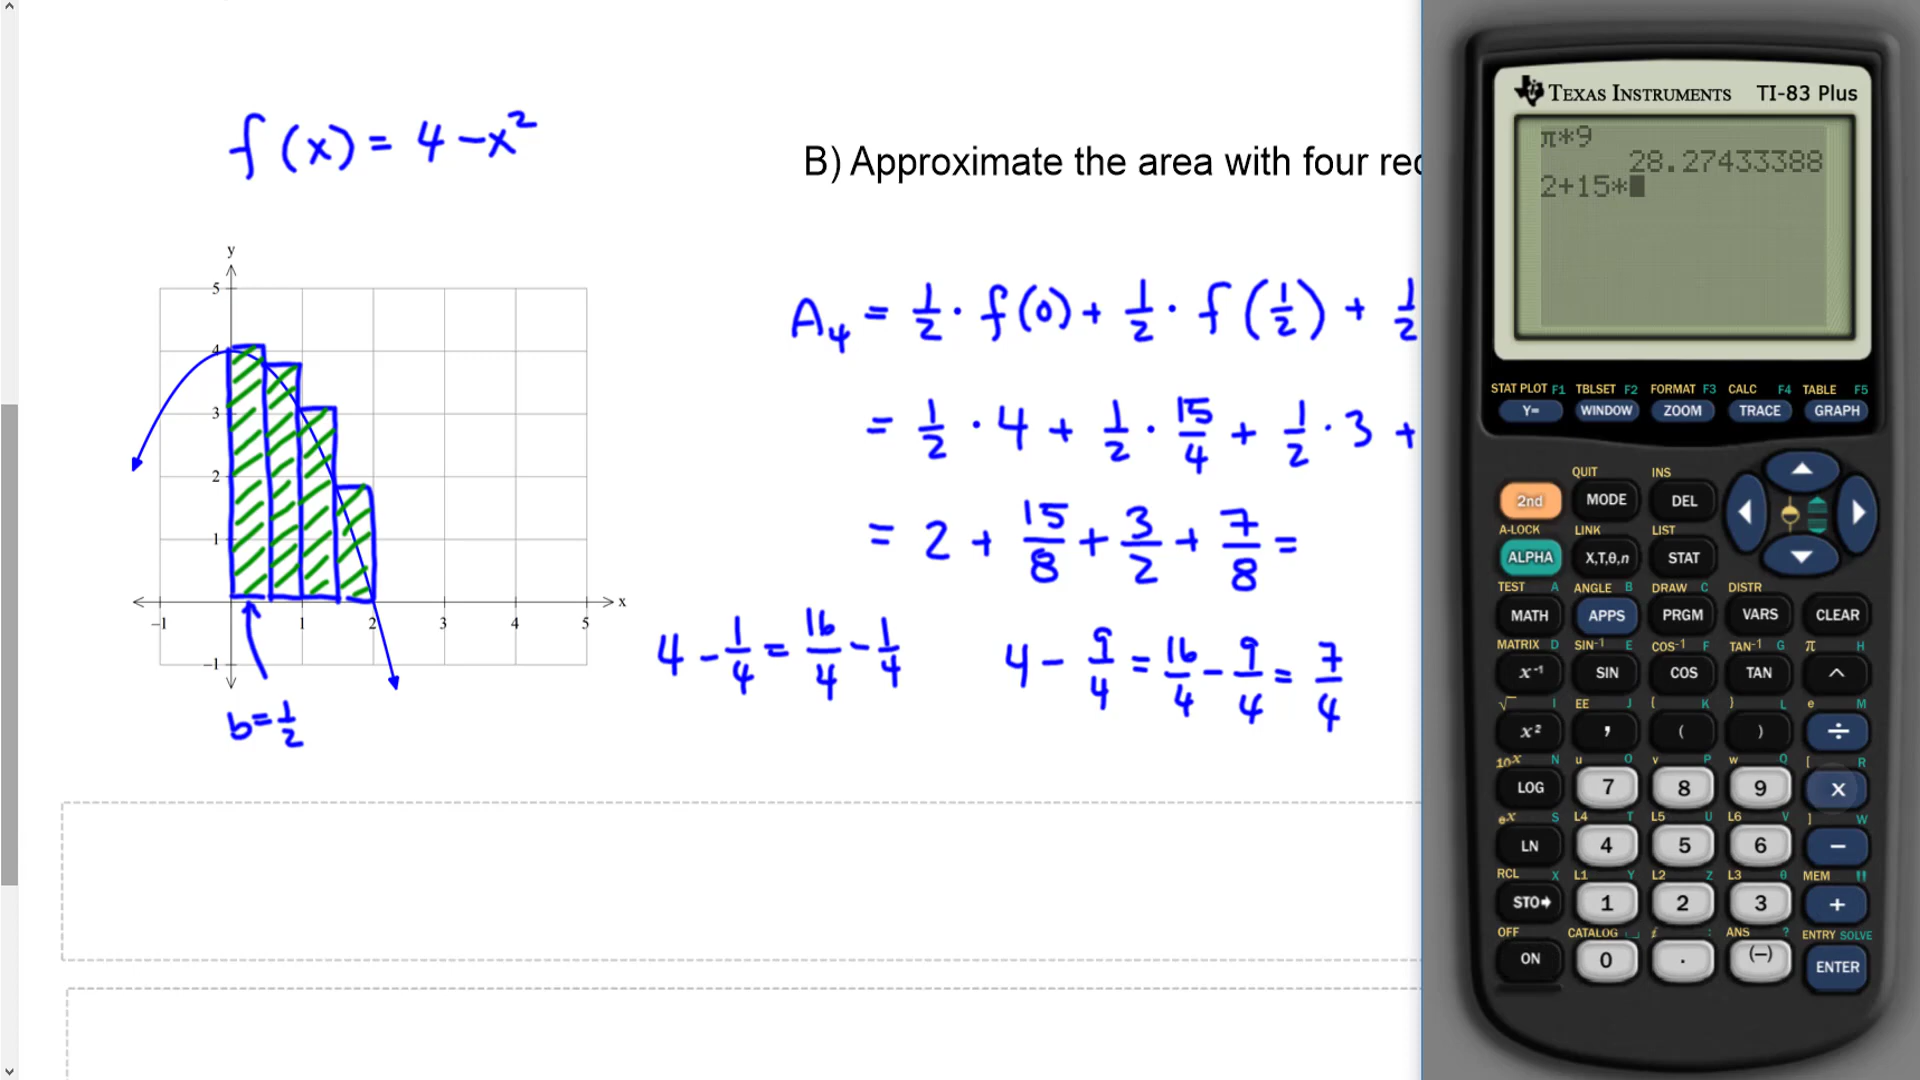 f(x) = 4 - x²
B) Approximate the area with four rec
y
5
4
3
2
1
-1
-1 1 2 3 4 5 x
b = 1/2
A₄ = 1/2 · f(0) + 1/2 · f(1/2) + 1/2
= 1/2 · 4 + 1/2 · 15/4 + 1/2 · 3 +
= 2 + 15/8 + 3/2 + 7/8 =
4 - 1/4 = 16/4 - 1/4
4 - 9/4 = 16/4 - 9/4 = 7/4
TEXAS INSTRUMENTS TI-83 Plus
π*9
28.27433388
2+15*
STAT PLOT F1 TBLSET F2 FORMAT F3 CALC F4 TABLE F5
Y= WINDOW ZOOM TRACE GRAPH
QUIT INS
2nd MODE DEL
A-LOCK LINK LIST
ALPHA X,T,θ,n STAT
TEST A ANGLE B DRAW C DISTR
MATH APPS PRGM VARS CLEAR
MATRIX D SIN⁻¹ E COS⁻¹ F TAN⁻¹ G π H
x⁻¹ SIN COS TAN ^
√ I EE J { K } L e M
x² , ( ) ÷
10ˣ N u O v P w Q [ R
LOG 7 8 9 x
eˣ S L4 T L5 U L6 V ] W
LN 4 5 6 −
RCL X L1 Y L2 Z L3 θ MEM "
STO➡ 1 2 3 +
OFF CATALOG ⎵ i : ANS ? ENTRY SOLVE
ON 0 . (−) ENTER